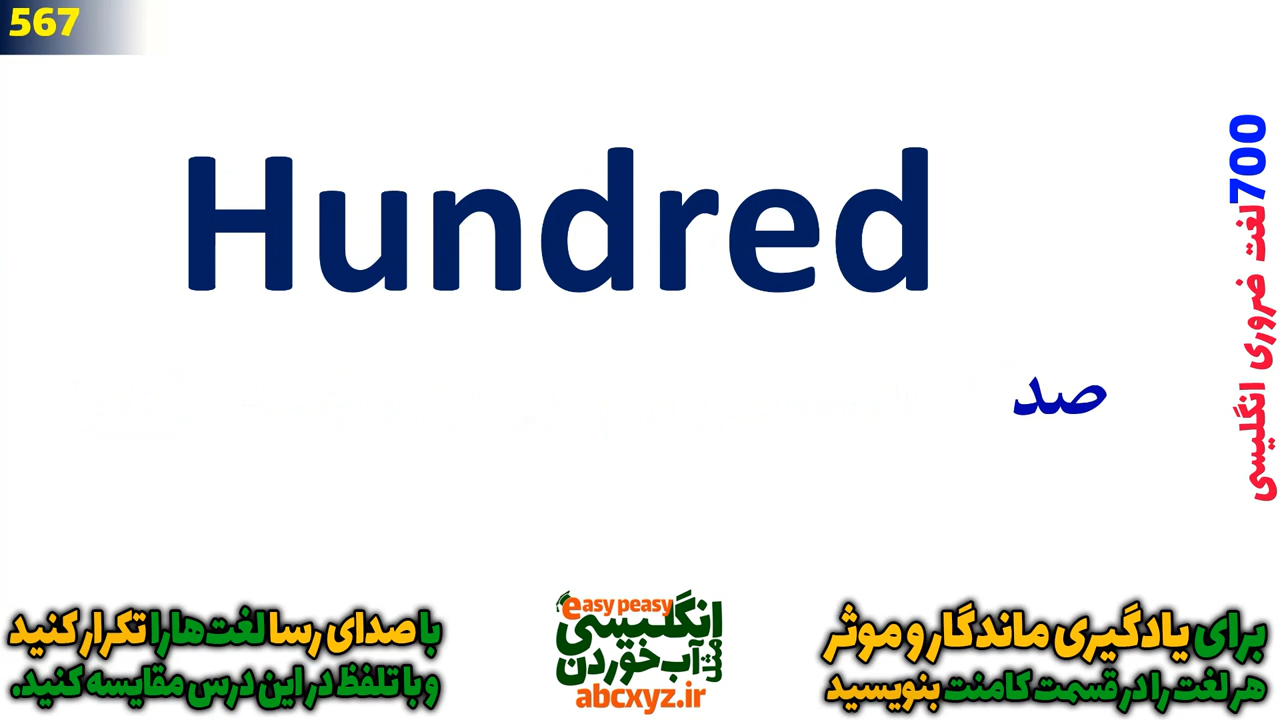 567
Hundred
صد
700 لغت ضروری انگلیسی
با صدای رسا لغت‌ها را تکرار کنید
و با تلفظ در این درس مقایسه کنید.
easy peasy
انگلیسی
مثل آب خوردن
abcxyz.ir
برای یادگیری ماندگار و موثر
هر لغت را در قسمت کامنت بنویسید